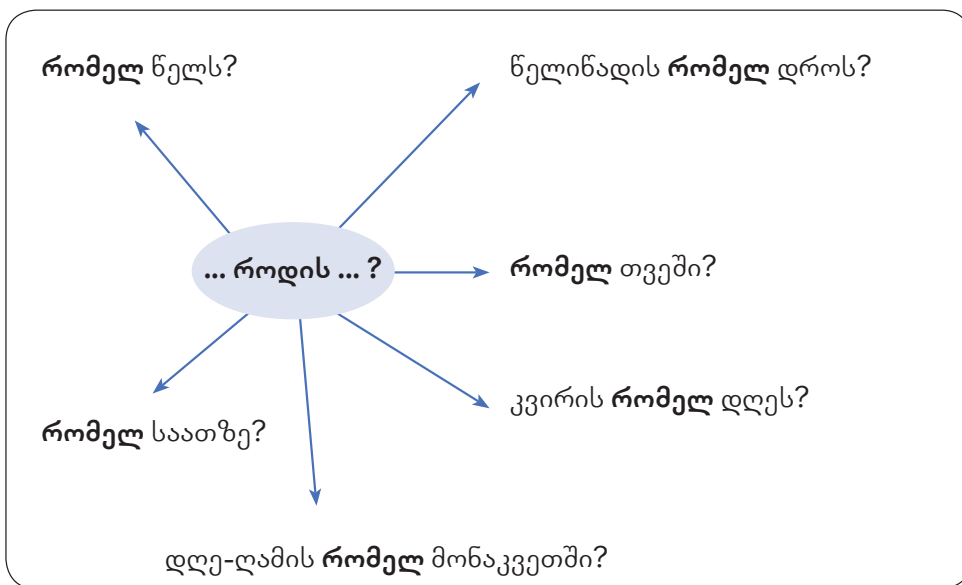 რომელ წელს?
წელიწადის რომელ დროს?
... როდის ... ?
რომელ თვეში?
კვირის რომელ დღეს?
რომელ საათზე?
დღე-ღამის რომელ მონაკვეთში?